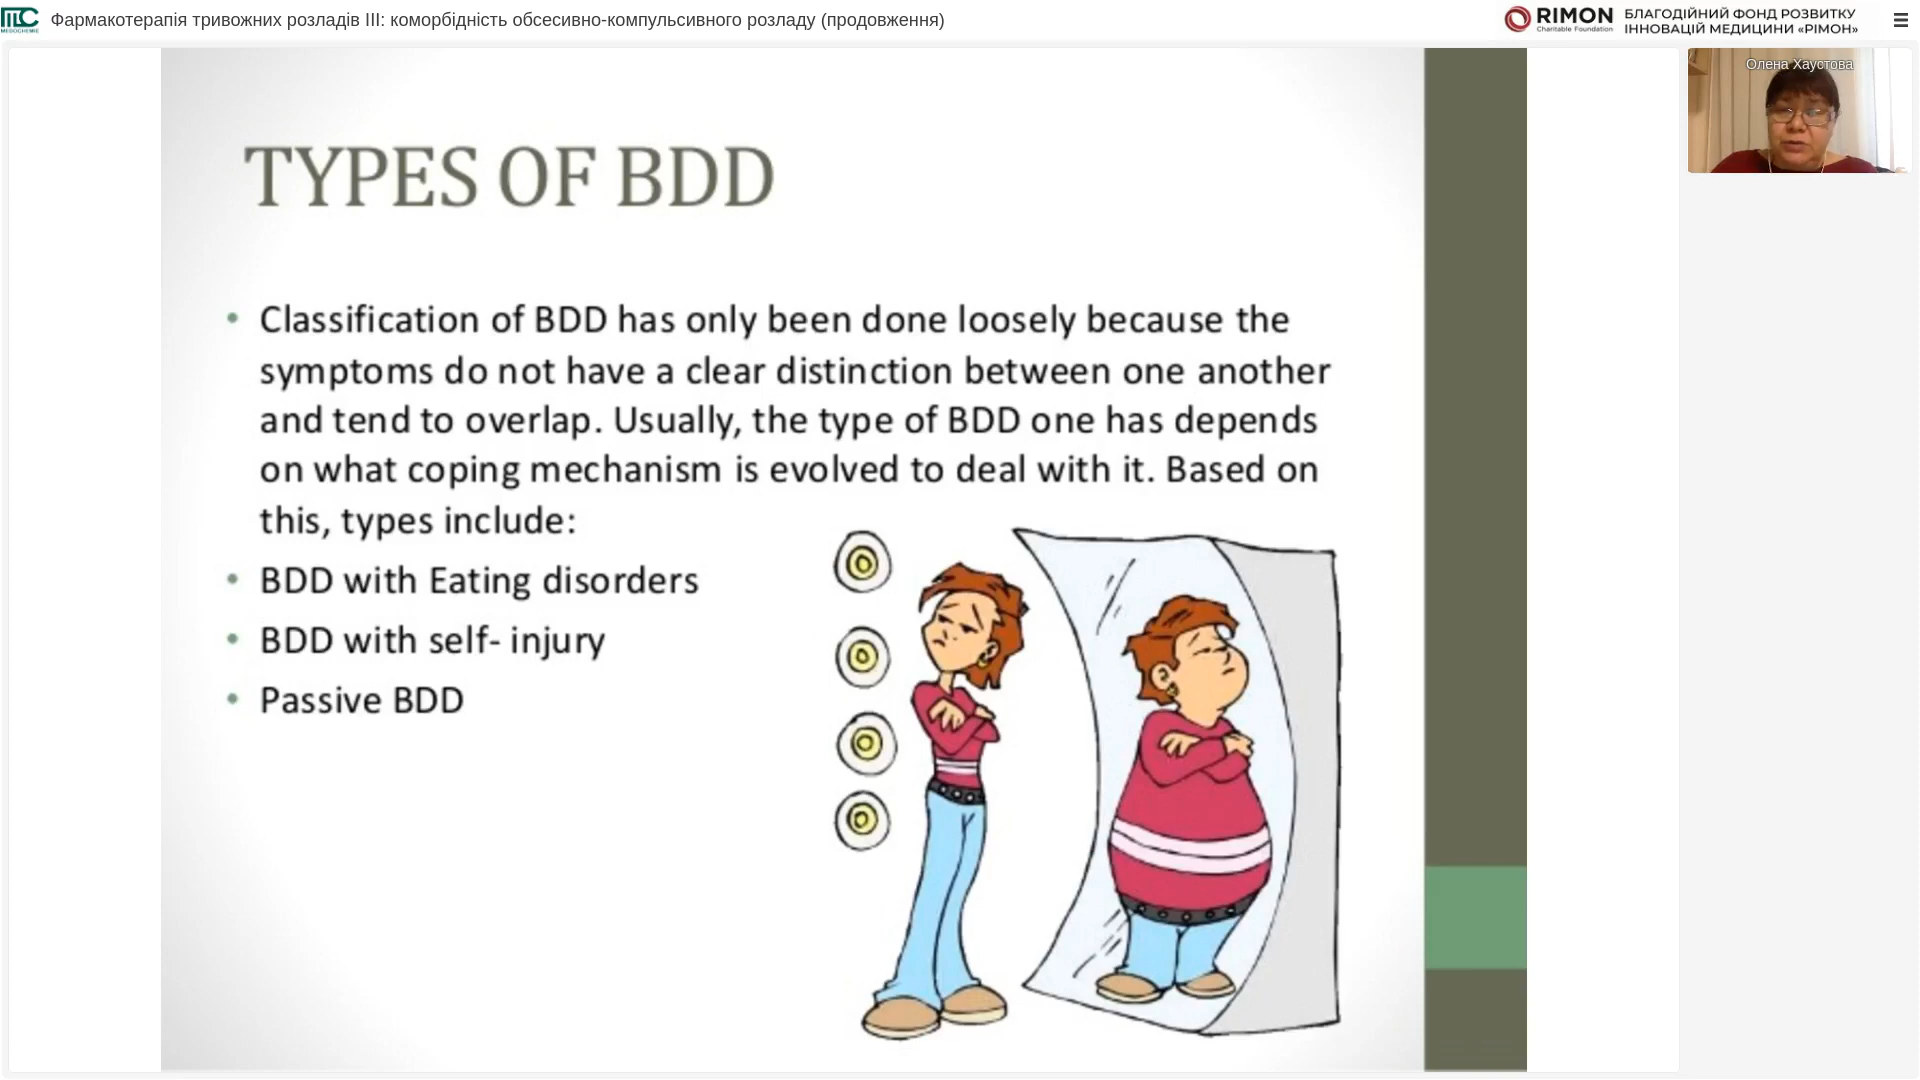 MEDOCHEMIE
Фармакотерапія тривожних розладів III: коморбідність обсесивно-компульсивного розладу (продовження)
RIMON
Charitable Foundation
БЛАГОДІЙНИЙ ФОНД РОЗВИТКУ
ІННОВАЦІЙ МЕДИЦИНИ «РІМОН»
Олена Хаустова
TYPES OF BDD
• Classification of BDD has only been done loosely because the
symptoms do not have a clear distinction between one another
and tend to overlap. Usually, the type of BDD one has depends
on what coping mechanism is evolved to deal with it. Based on
this, types include:
• BDD with Eating disorders
• BDD with self- injury
• Passive BDD